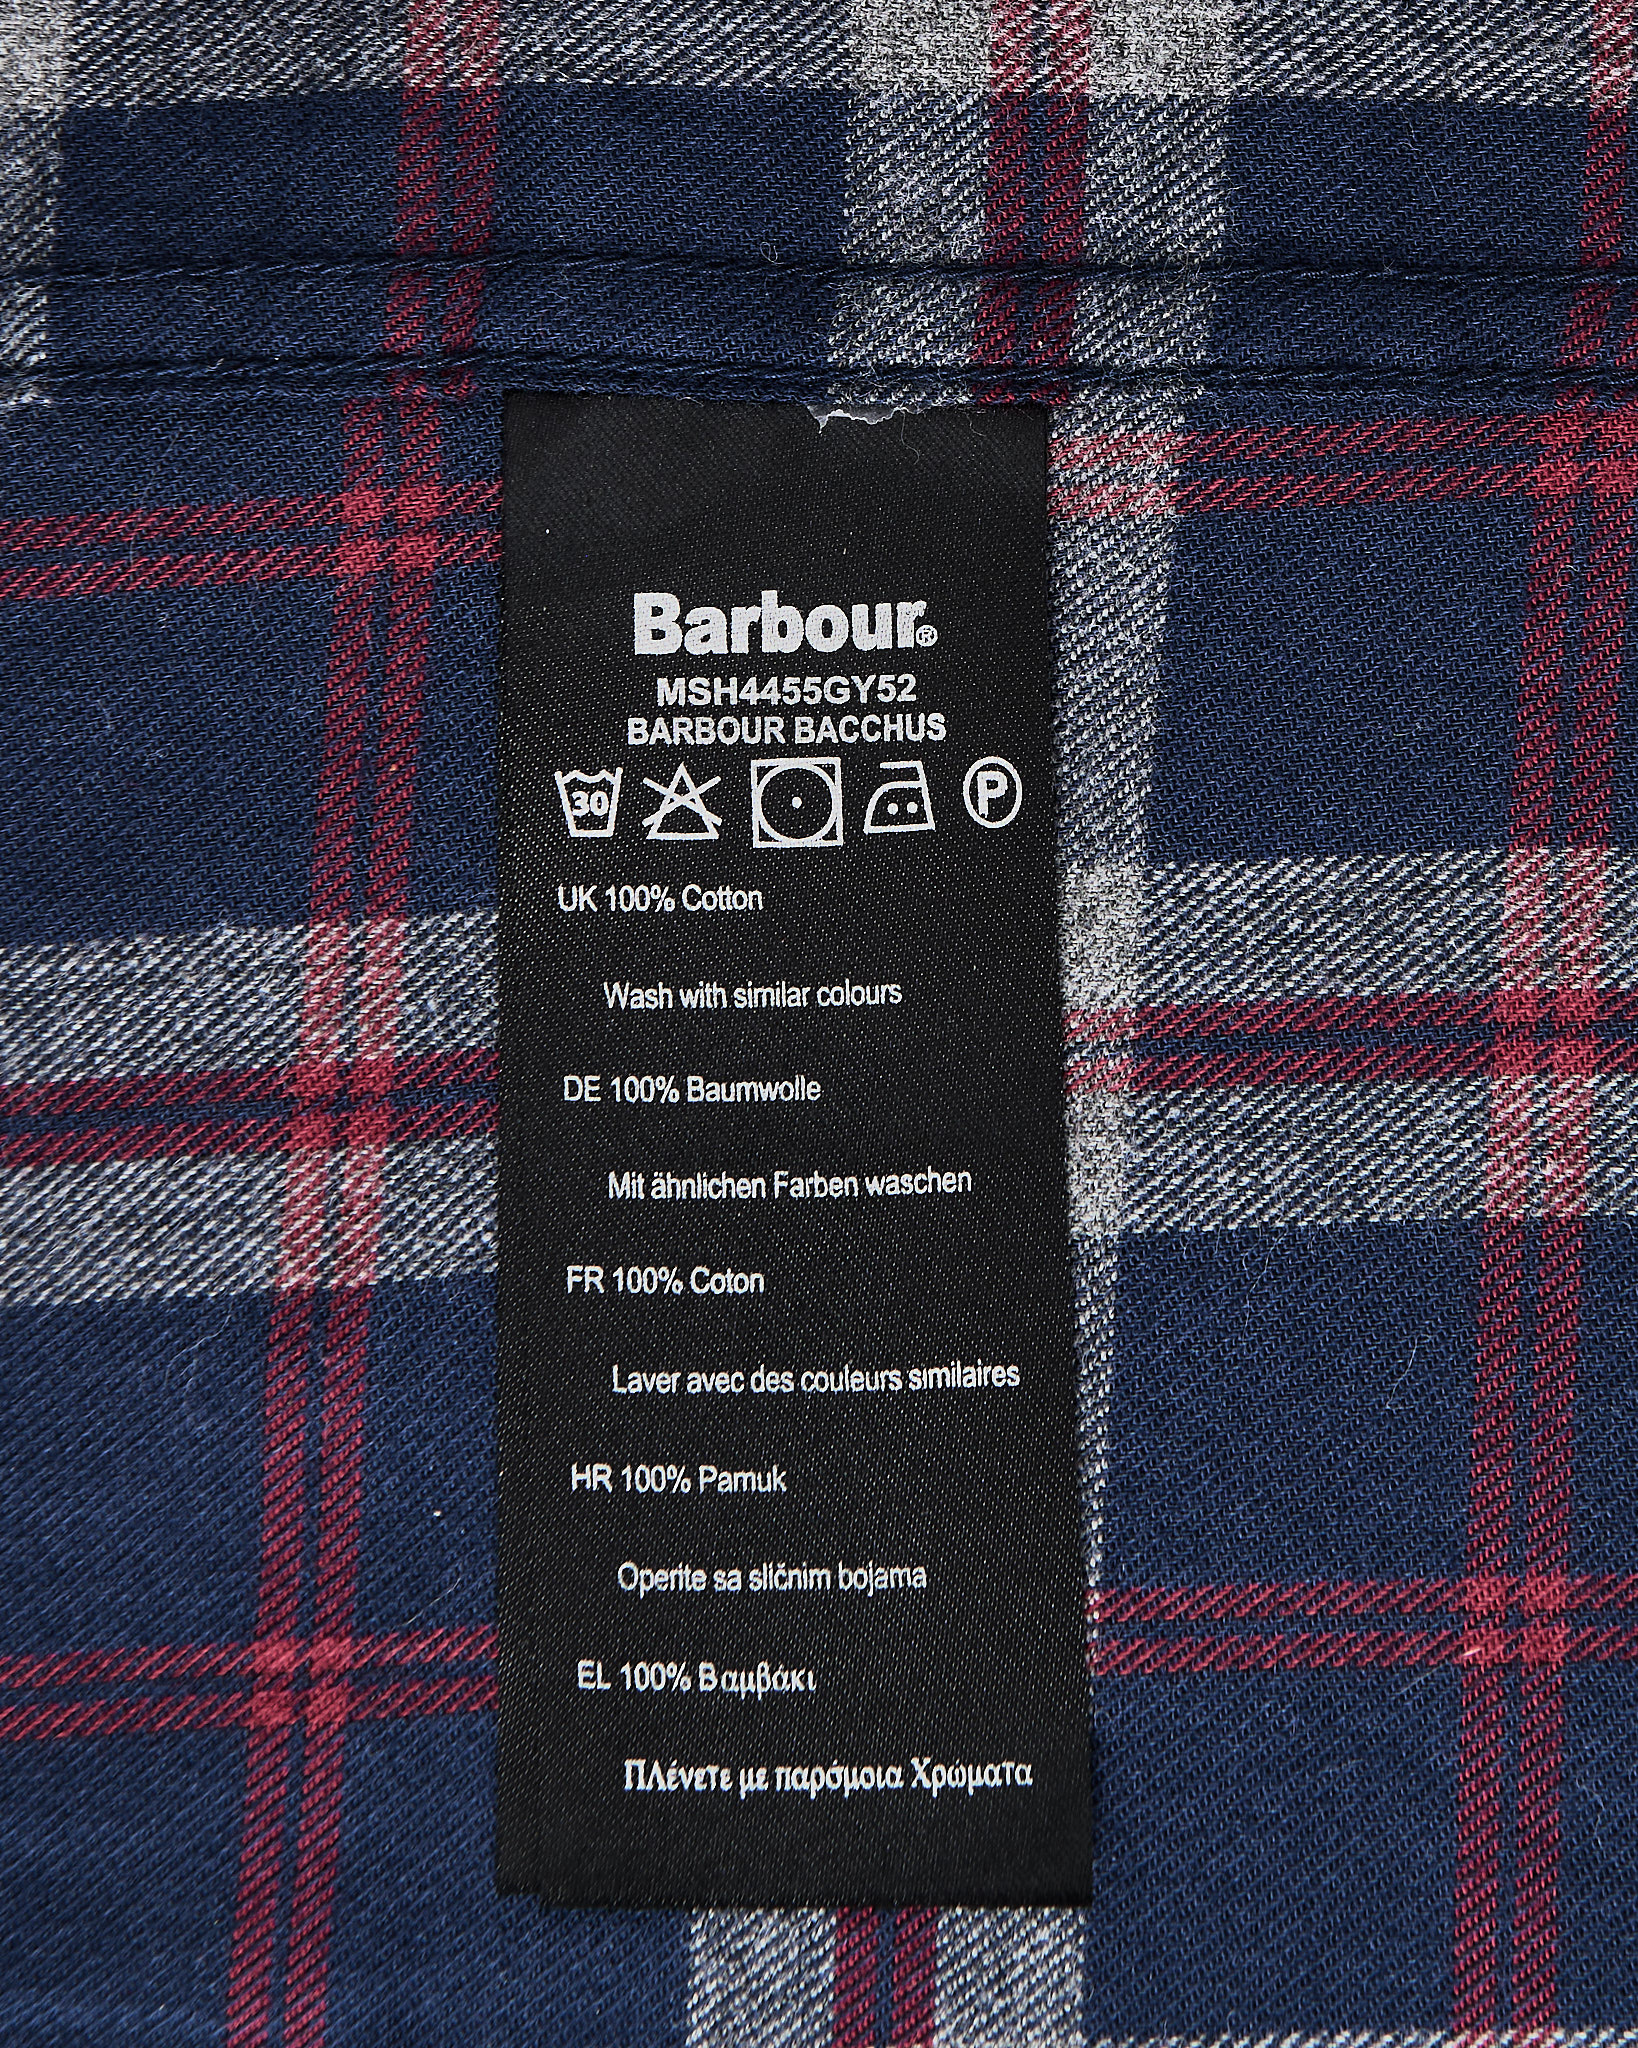 Barbour®
MSH4455GY52
BARBOUR BACCHUS
30 P
UK 100% Cotton
Wash with similar colours
DE 100% Baumwolle
Mit ähnlichen Farben waschen
FR 100% Coton
Laver avec des couleurs similaires
HR 100% Pamuk
Operite sa sličnim bojama
EL 100% Βαμβάκι
Πλένετε με παρόμοια Χρώματα